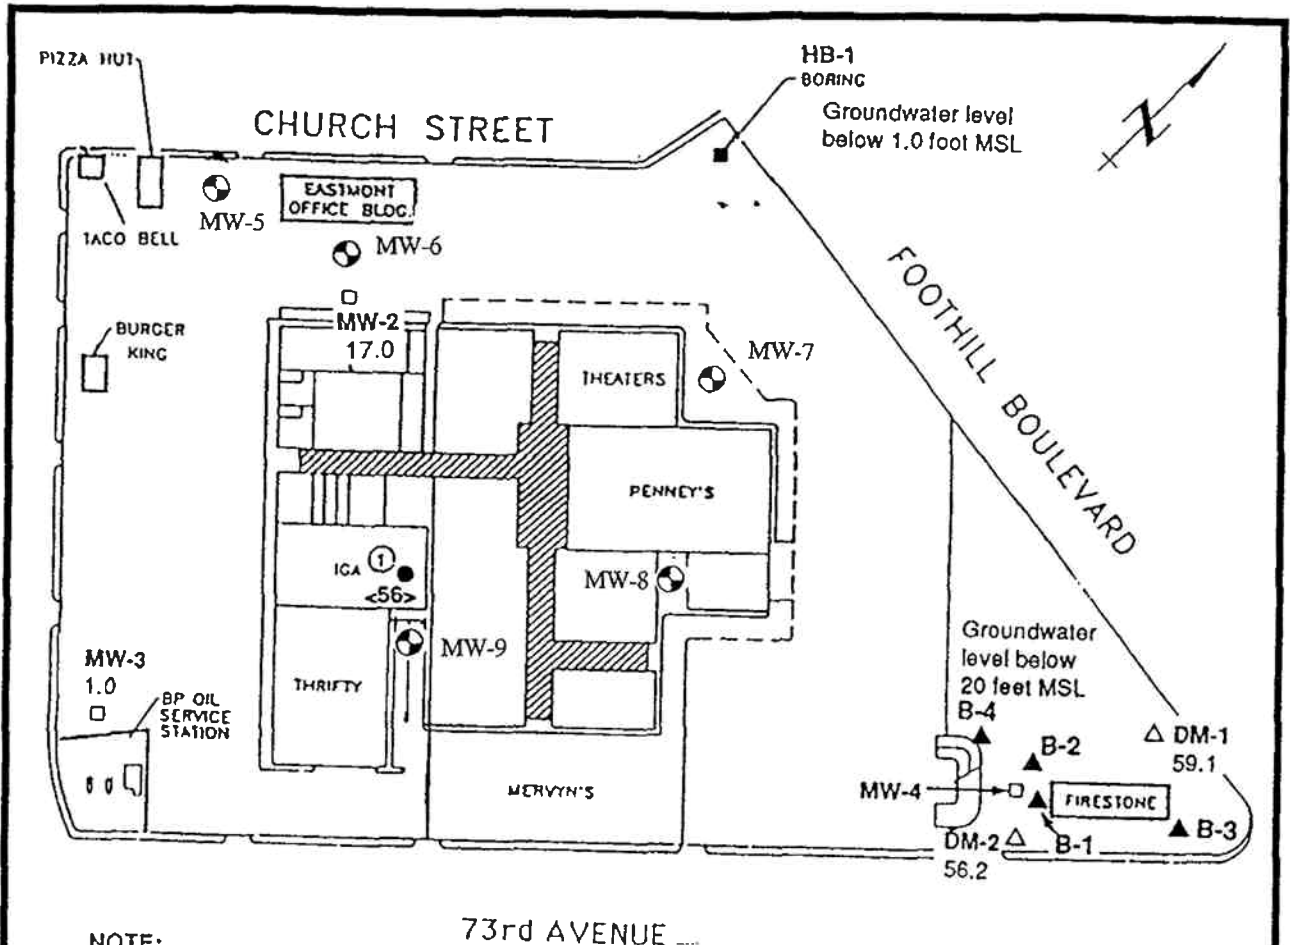 PIZZA HUT
HB-1
BORING
CHURCH STREET
Groundwater level
below 1.0 foot MSL
N
EASTMONT
OFFICE BLDG.
MW-5
TACO BELL
MW-6
FOOTHILL BOULEVARD
MW-2
17.0
BURGER
KING
MW-7
THEATERS
PENNEY'S
IGA
1
<56>
MW-8
MW-9
Groundwater
level below
20 feet MSL
MW-3
1.0
BP OIL
SERVICE
STATION
THRIFTY
B-4
DM-1
59.1
B-2
MERVYN'S
MW-4
FIRESTONE
B-3
DM-2
56.2
B-1
73rd AVENUE
NOTE: